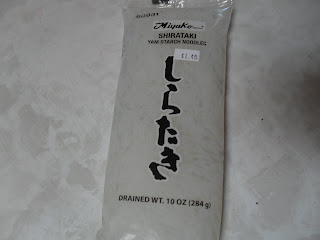 Miyako
SHIRATAKI
YAM STARCH NOODLES
しらたき
DRAINED WT. 10 OZ (284 g)